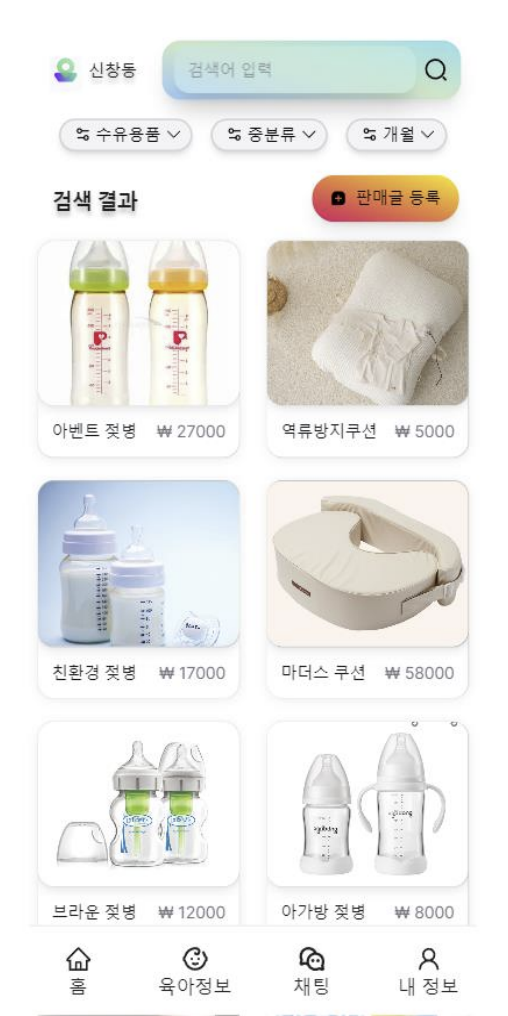 신창동
검색어 입력
수유용품
중분류
개월
검색 결과
판매글 등록
아벤트 젖병 ₩ 27000
역류방지쿠션 ₩ 5000
친환경 젖병 ₩ 17000
마더스 쿠션 ₩ 58000
브라운 젖병 ₩ 12000
아가방 젖병 ₩ 8000
홈
육아정보
채팅
내 정보